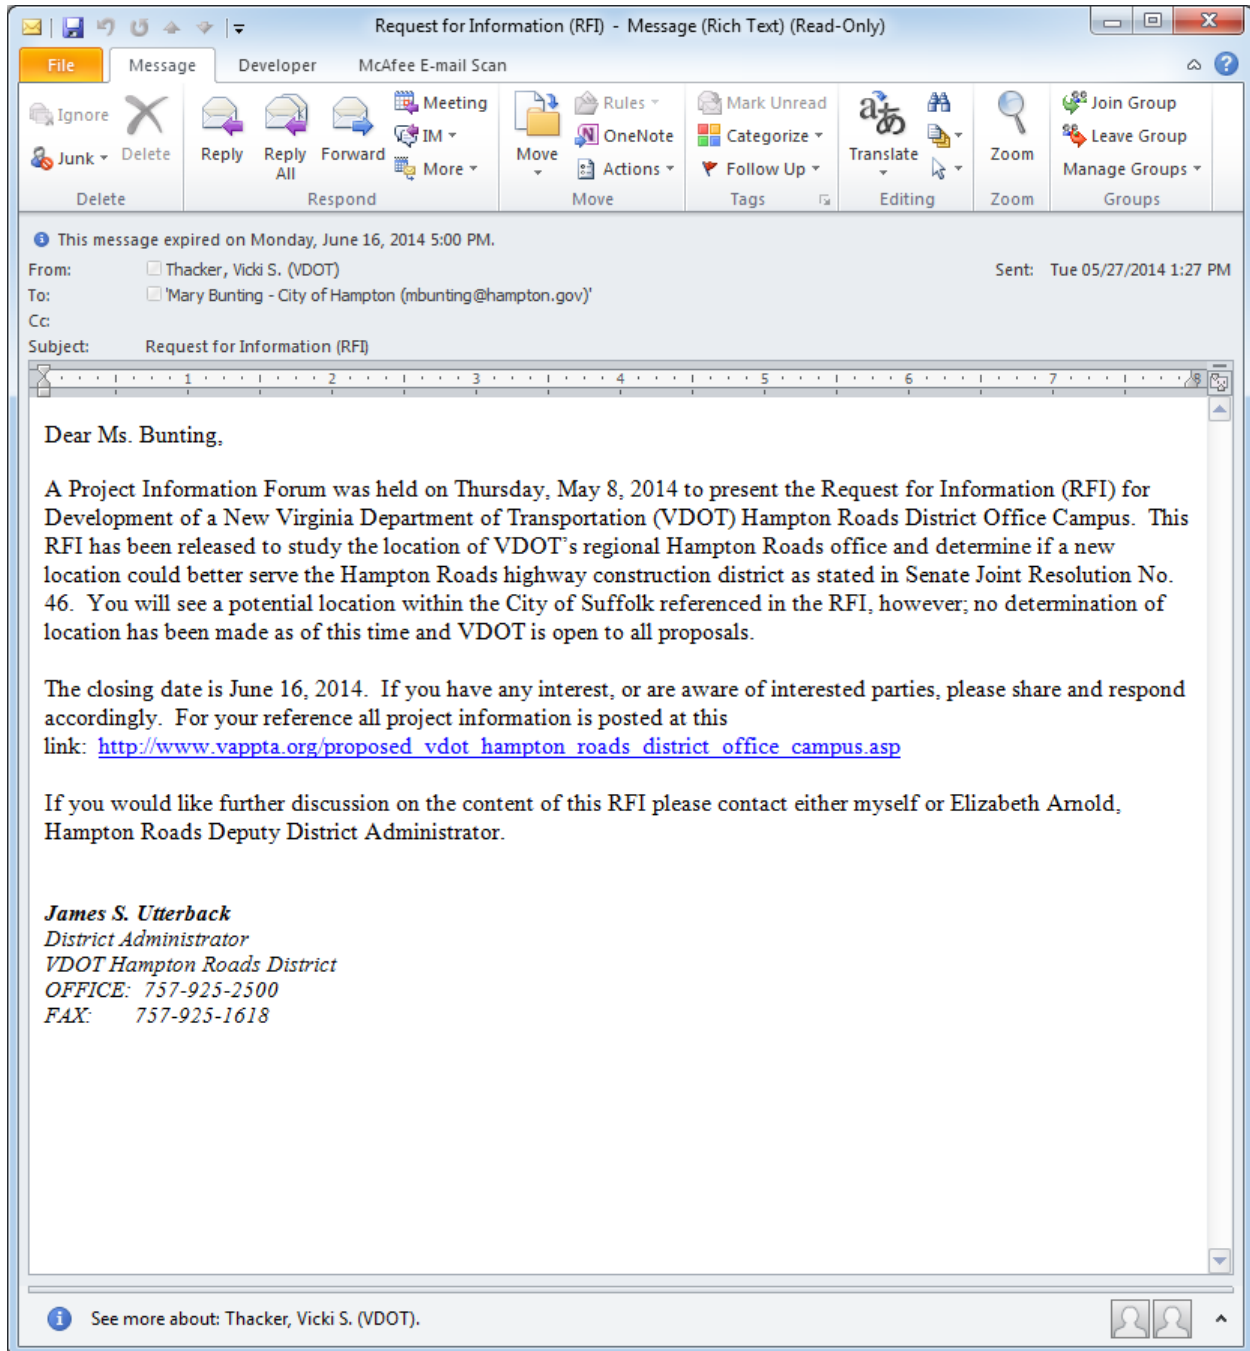 Request for Information (RFI) - Message (Rich Text) (Read-Only)
File Message Developer McAfee E-mail Scan
Ignore
Junk
Delete
Reply
Reply All
Forward
Meeting
IM
More
Move
Rules
OneNote
Actions
Mark Unread
Categorize
Follow Up
Translate
Zoom
Join Group
Leave Group
Manage Groups
Delete Respond Move Tags Editing Zoom Groups
This message expired on Monday, June 16, 2014 5:00 PM.
From: Thacker, Vicki S. (VDOT) Sent: Tue 05/27/2014 1:27 PM
To: 'Mary Bunting - City of Hampton (mbunting@hampton.gov)'
Cc:
Subject: Request for Information (RFI)
1 2 3 4 5 6 7 8
Dear Ms. Bunting,
A Project Information Forum was held on Thursday, May 8, 2014 to present the Request for Information (RFI) for
Development of a New Virginia Department of Transportation (VDOT) Hampton Roads District Office Campus. This
RFI has been released to study the location of VDOT's regional Hampton Roads office and determine if a new
location could better serve the Hampton Roads highway construction district as stated in Senate Joint Resolution No.
46. You will see a potential location within the City of Suffolk referenced in the RFI, however; no determination of
location has been made as of this time and VDOT is open to all proposals.
The closing date is June 16, 2014. If you have any interest, or are aware of interested parties, please share and respond
accordingly. For your reference all project information is posted at this
link: http://www.vappta.org/proposed_vdot_hampton_roads_district_office_campus.asp
If you would like further discussion on the content of this RFI please contact either myself or Elizabeth Arnold,
Hampton Roads Deputy District Administrator.
James S. Utterback
District Administrator
VDOT Hampton Roads District
OFFICE: 757-925-2500
FAX: 757-925-1618
See more about: Thacker, Vicki S. (VDOT).